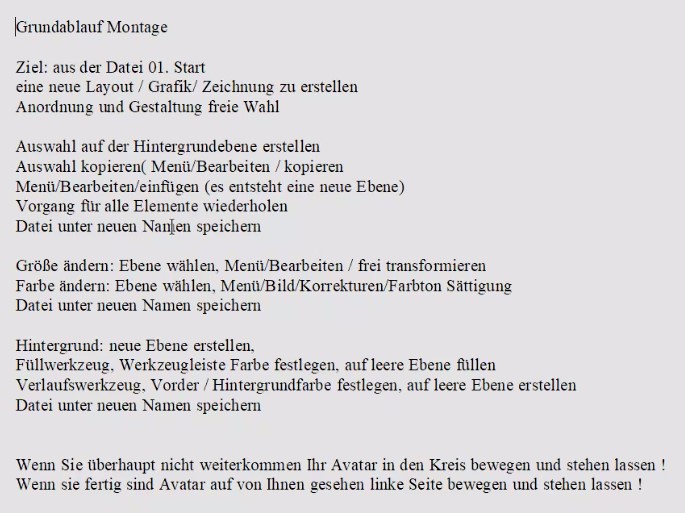 Grundablauf Montage
Ziel: aus der Datei 01. Start
eine neue Layout / Grafik/ Zeichnung zu erstellen
Anordnung und Gestaltung freie Wahl
Auswahl auf der Hintergrundebene erstellen
Auswahl kopieren( Menü/Bearbeiten / kopieren
Menü/Bearbeiten/einfügen (es entsteht eine neue Ebene)
Vorgang für alle Elemente wiederholen
Datei unter neuen Namen speichern
Größe ändern: Ebene wählen, Menü/Bearbeiten / frei transformieren
Farbe ändern: Ebene wählen, Menü/Bild/Korrekturen/Farbton Sättigung
Datei unter neuen Namen speichern
Hintergrund: neue Ebene erstellen,
Füllwerkzeug, Werkzeugleiste Farbe festlegen, auf leere Ebene füllen
Verlaufswerkzeug, Vorder / Hintergrundfarbe festlegen, auf leere Ebene erstellen
Datei unter neuen Namen speichern
Wenn Sie überhaupt nicht weiterkommen Ihr Avatar in den Kreis bewegen und stehen lassen !
Wenn sie fertig sind Avatar auf von Ihnen gesehen linke Seite bewegen und stehen lassen !